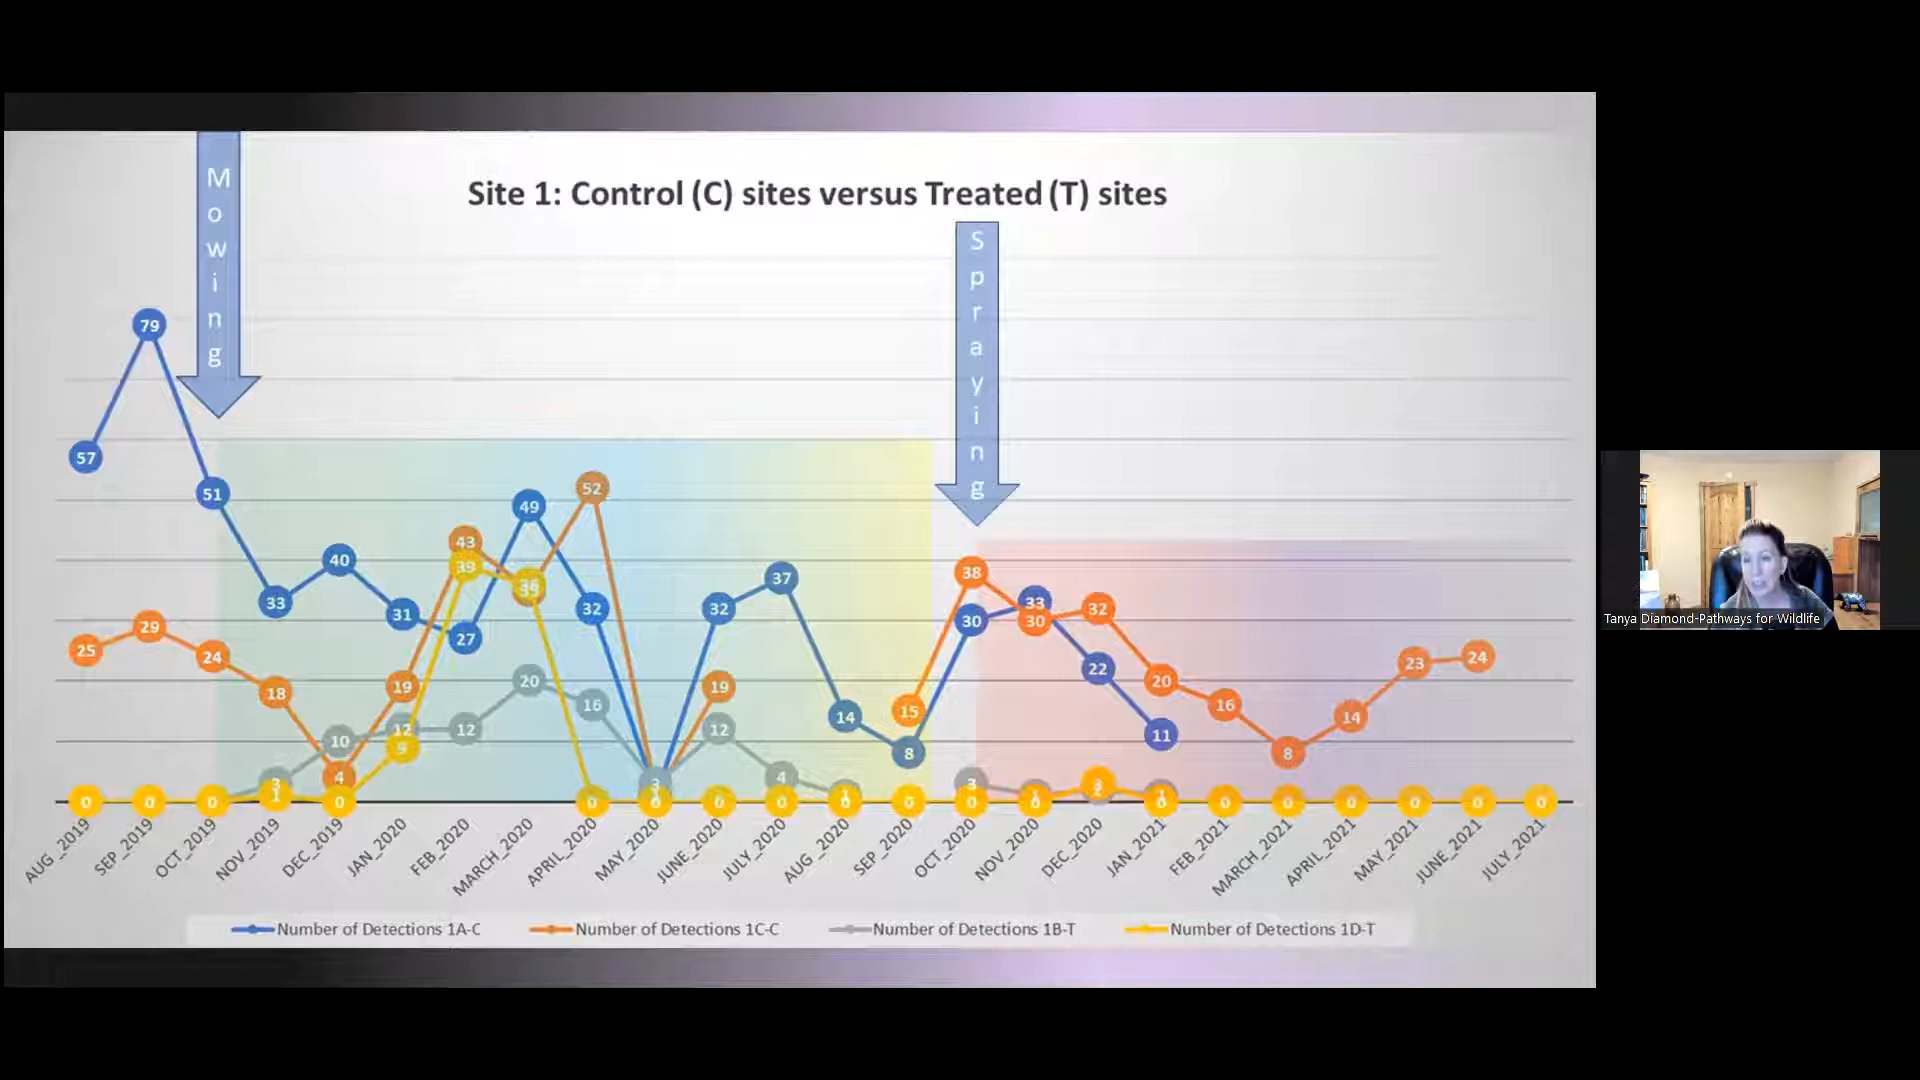 Mowing
Site 1: Control (C) sites versus Treated (T) sites
Spraying
79
57
51
33
40
31
27
49
32
32
37
14
8
30
33
22
11
25
29
24
18
4
19
43
52
19
15
38
30
32
20
16
8
14
23
24
3
10
12
12
20
16
3
12
4
1
3
1
1
0
0
0
1
0
9
39
36
0
0
0
0
0
0
0
0
3
0
0
0
0
0
0
0
AUG_2019
SEP_2019
OCT_2019
NOV_2019
DEC_2019
JAN_2020
FEB_2020
MARCH_2020
APRIL_2020
MAY_2020
JUNE_2020
JULY_2020
AUG_2020
SEP_2020
OCT_2020
NOV_2020
DEC_2020
JAN_2021
FEB_2021
MARCH_2021
APRIL_2021
MAY_2021
JUNE_2021
JULY_2021
Number of Detections 1A-C
Number of Detections 1C-C
Number of Detections 1B-T
Number of Detections 1D-T
Tanya Diamond-Pathways for Wildlife